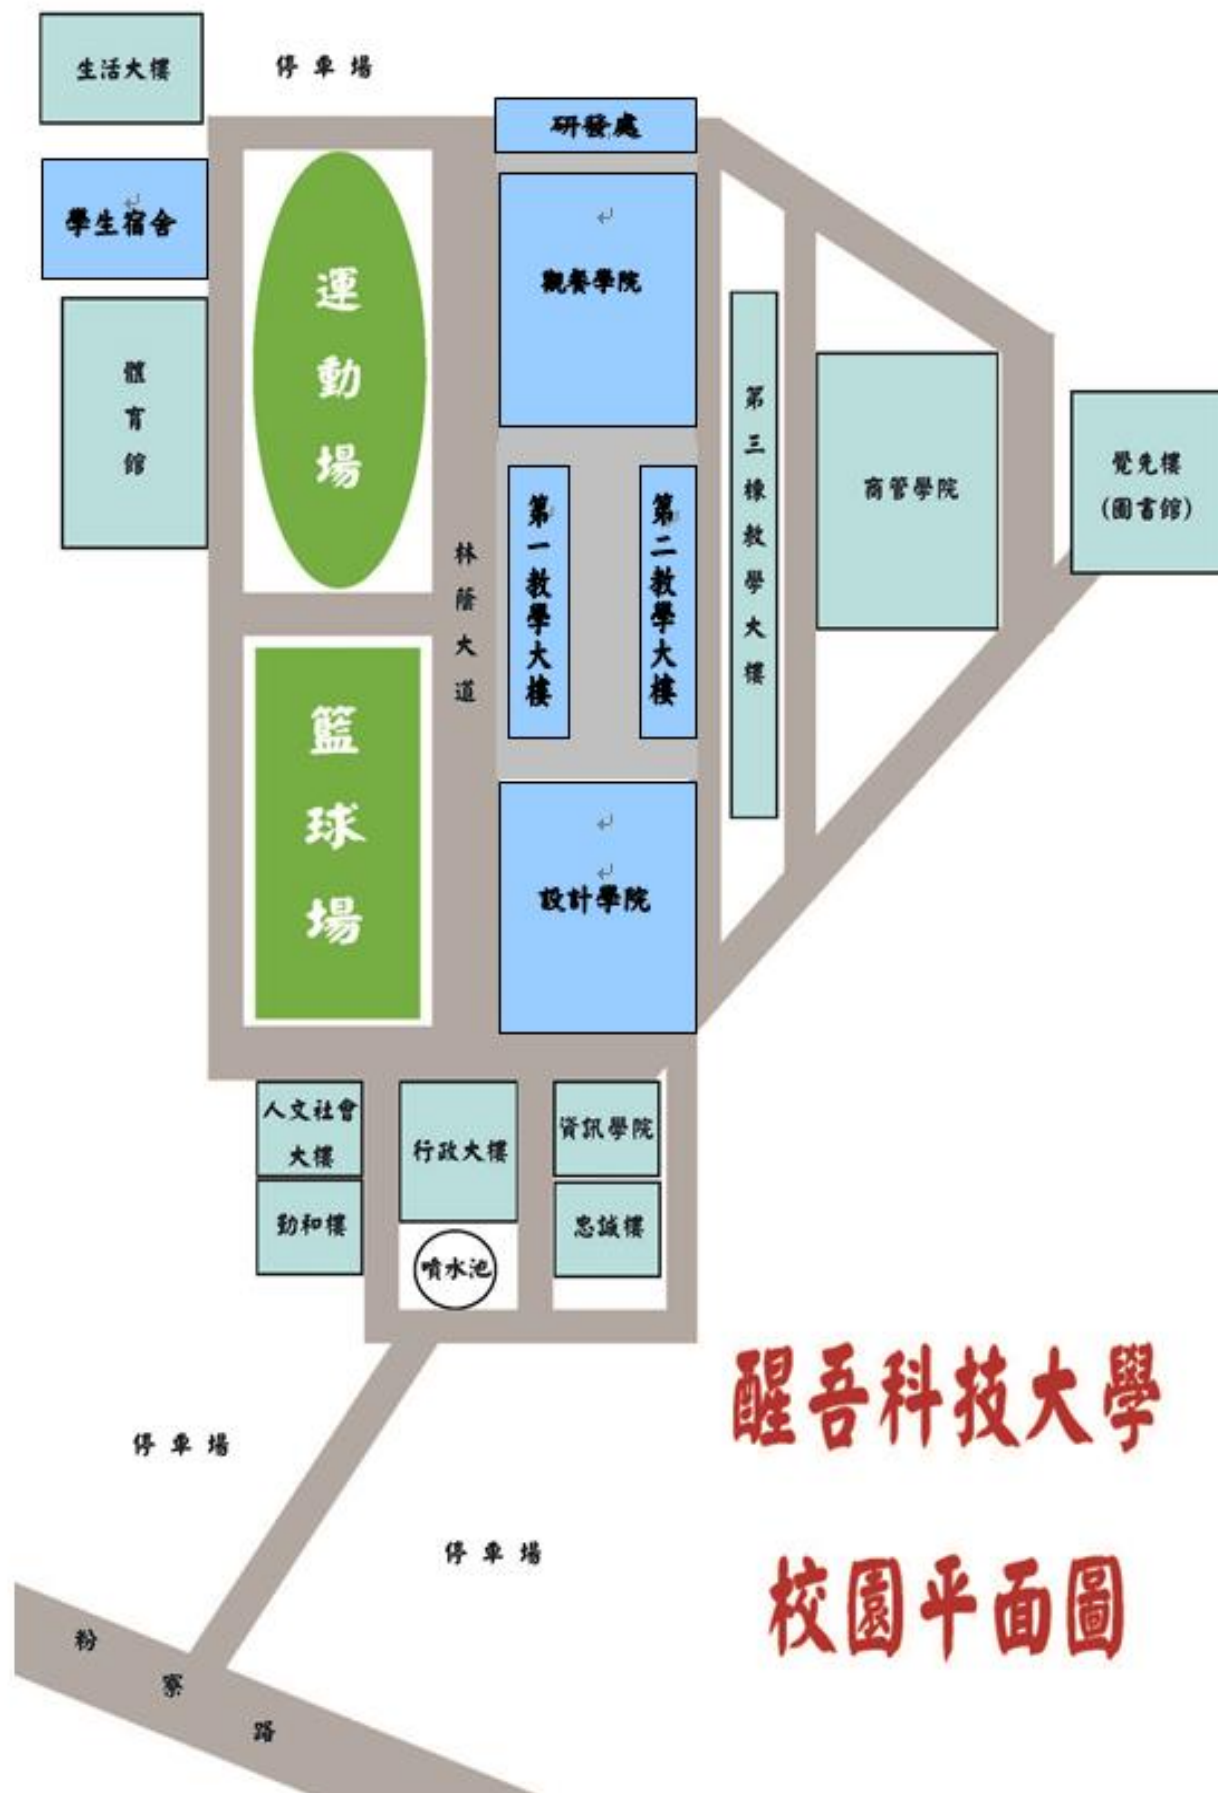 生活大樓
停車場
研發處
學生宿舍
運動場
觀餐學院
體育館
第三棟教學大樓
商管學院
覺先樓
(圖書館)
林蔭大道
第一教學大樓
第二教學大樓
籃球場
設計學院
人文社會
大樓
行政大樓
資訊學院
勤和樓
忠誠樓
噴水池
醒吾科技大學
校園平面圖
停車場
停車場
粉寮路